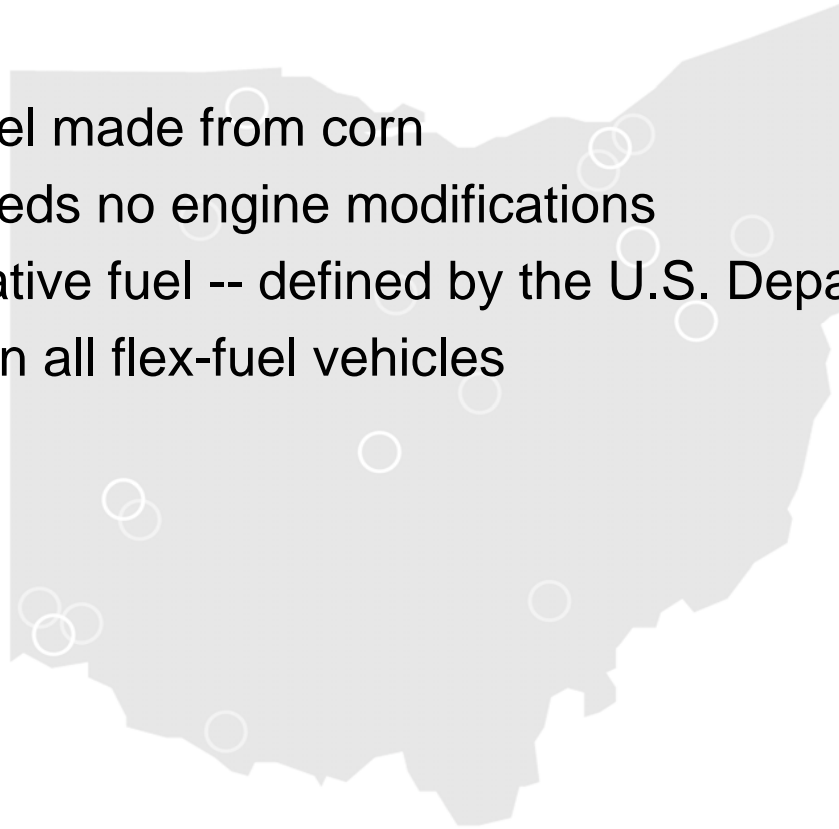 el made from corn
eds no engine modifications
ative fuel -- defined by the U.S. Depa
n all flex-fuel vehicles